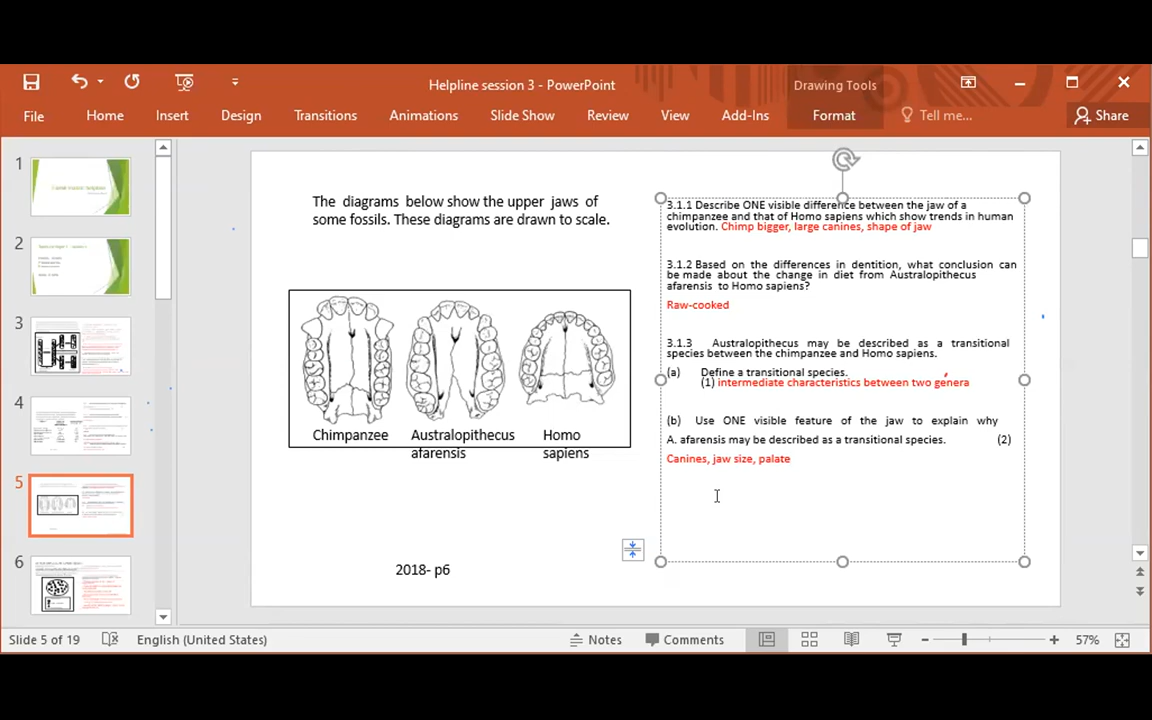 Helpline session 3 - PowerPoint
Drawing Tools
File
Home
Insert
Design
Transitions
Animations
Slide Show
Review
View
Add-Ins
Format
Tell me...
Share
1
2
3
4
5
6
The diagrams below show the upper jaws of
some fossils. These diagrams are drawn to scale.
Chimpanzee
Australopithecus
afarensis
Homo
sapiens
2018- p6
3.1.1 Describe ONE visible difference between the jaw of a
chimpanzee and that of Homo sapiens which show trends in human
evolution. Chimp bigger, large canines, shape of jaw
3.1.2 Based on the differences in dentition, what conclusion can
be made about the change in diet from Australopithecus
afarensis to Homo sapiens?
Raw-cooked
3.1.3 Australopithecus may be described as a transitional
species between the chimpanzee and Homo sapiens.
(a) Define a transitional species.
(1) intermediate characteristics between two genera
(b) Use ONE visible feature of the jaw to explain why
A. afarensis may be described as a transitional species. (2)
Canines, jaw size, palate
Slide 5 of 19
English (United States)
Notes
Comments
57%